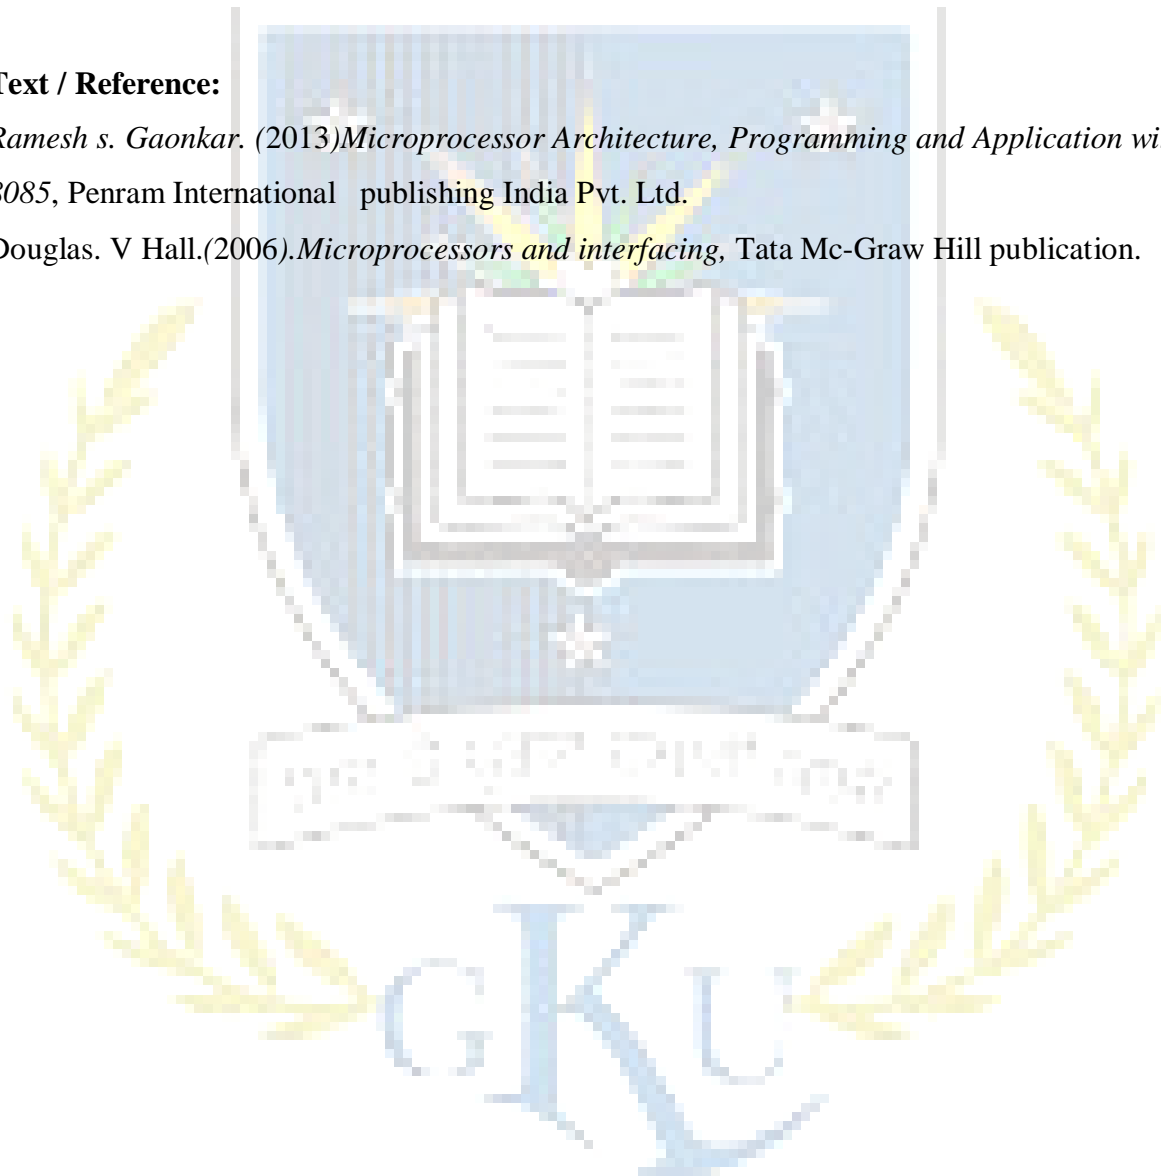 Text / Reference:
Ramesh s. Gaonkar. (2013)Microprocessor Architecture, Programming and Application wi
8085, Penram International publishing India Pvt. Ltd.
Douglas. V Hall.(2006).Microprocessors and interfacing, Tata Mc-Graw Hill publication.
GKU